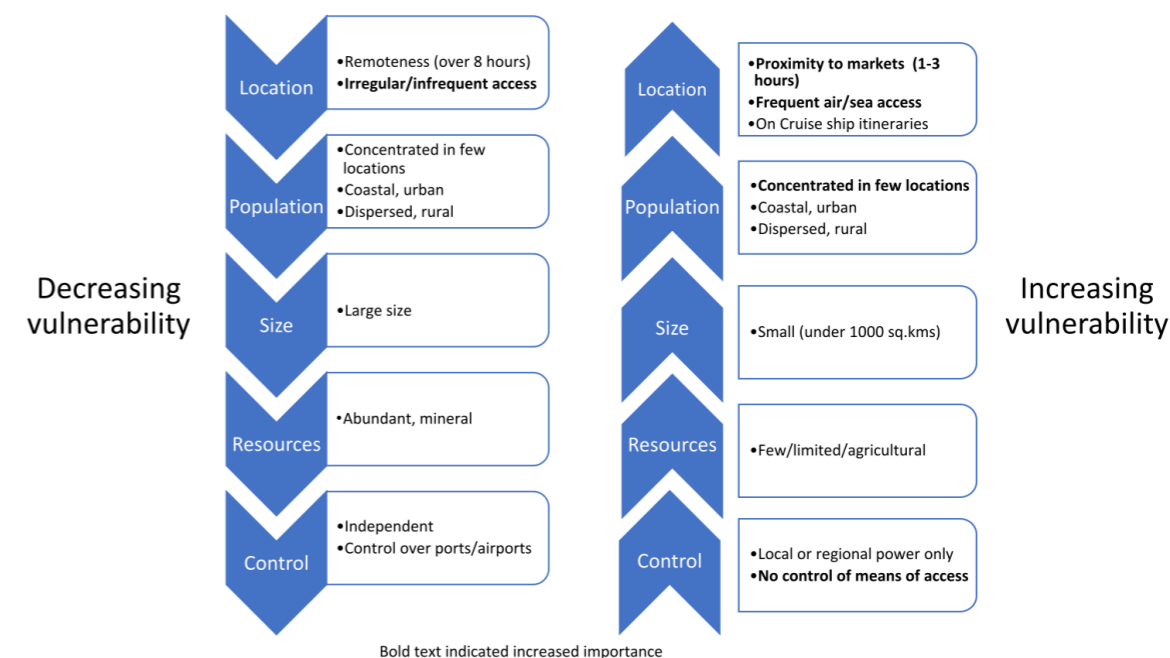 Decreasing
vulnerability
Location
•Remoteness (over 8 hours)
•Irregular/infrequent access
Population
•Concentrated in few
locations
•Coastal, urban
•Dispersed, rural
Size
•Large size
Resources
•Abundant, mineral
Control
•Independent
•Control over ports/airports
Location
•Proximity to markets (1-3
hours)
•Frequent air/sea access
•On Cruise ship itineraries
Population
•Concentrated in few locations
•Coastal, urban
•Dispersed, rural
Size
•Small (under 1000 sq.kms)
Resources
•Few/limited/agricultural
Control
•Local or regional power only
•No control of means of access
Increasing
vulnerability
Bold text indicated increased importance